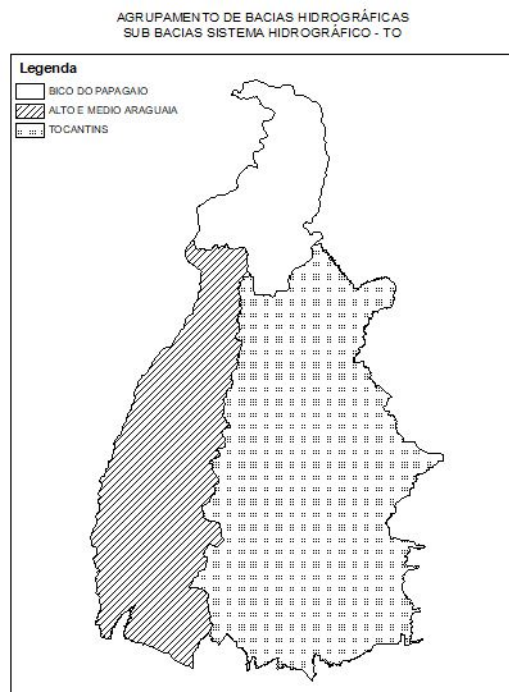 AGRUPAMENTO DE BACIAS HIDROGRÁFICAS
SUB BACIAS SISTEMA HIDROGRÁFICO - TO
Legenda
BICO DO PAPAGAIO
ALTO E MEDIO ARAGUAIA
TOCANTINS